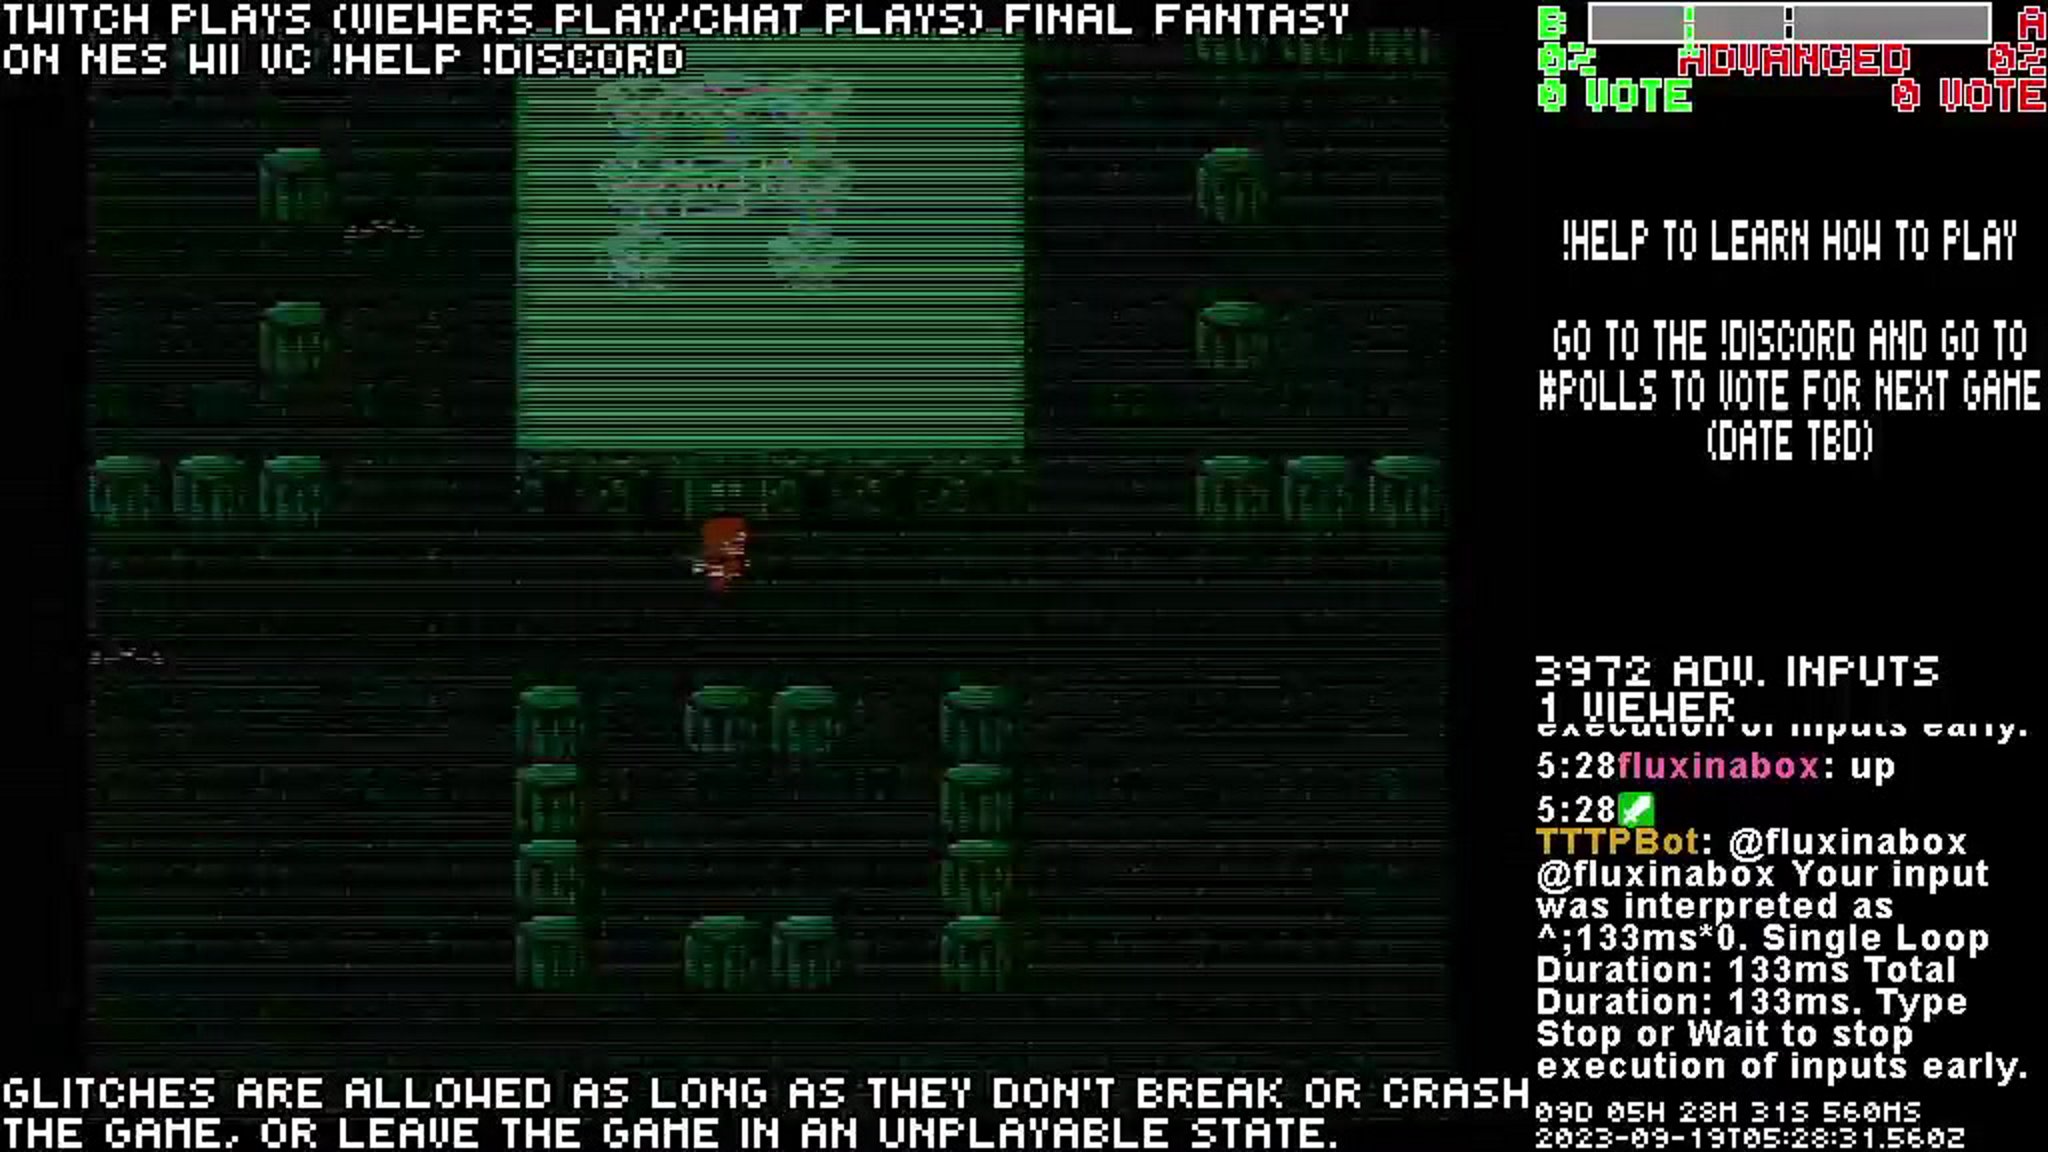 TWITCH PLAYS (VIEWERS PLAY/CHAT PLAYS) FINAL FANTASY
ON NES WII VC !HELP !DISCORD
B A
0% ADVANCED 0%
0 VOTE 0 VOTE
!HELP TO LEARN HOW TO PLAY
GO TO THE !DISCORD AND GO TO
#POLLS TO VOTE FOR NEXT GAME
(DATE TBD)
3972 ADV. INPUTS
1 VIEWER
execution of inputs early.
5:28fluxinabox: up
5:28
TTTPBot: @fluxinabox
@fluxinabox Your input
was interpreted as
^;133ms*0. Single Loop
Duration: 133ms Total
Duration: 133ms. Type
Stop or Wait to stop
execution of inputs early.
09D 05H 28M 31S 560MS
2023-09-19T05:28:31.560Z
GLITCHES ARE ALLOWED AS LONG AS THEY DON'T BREAK OR CRASH
THE GAME, OR LEAVE THE GAME IN AN UNPLAYABLE STATE.